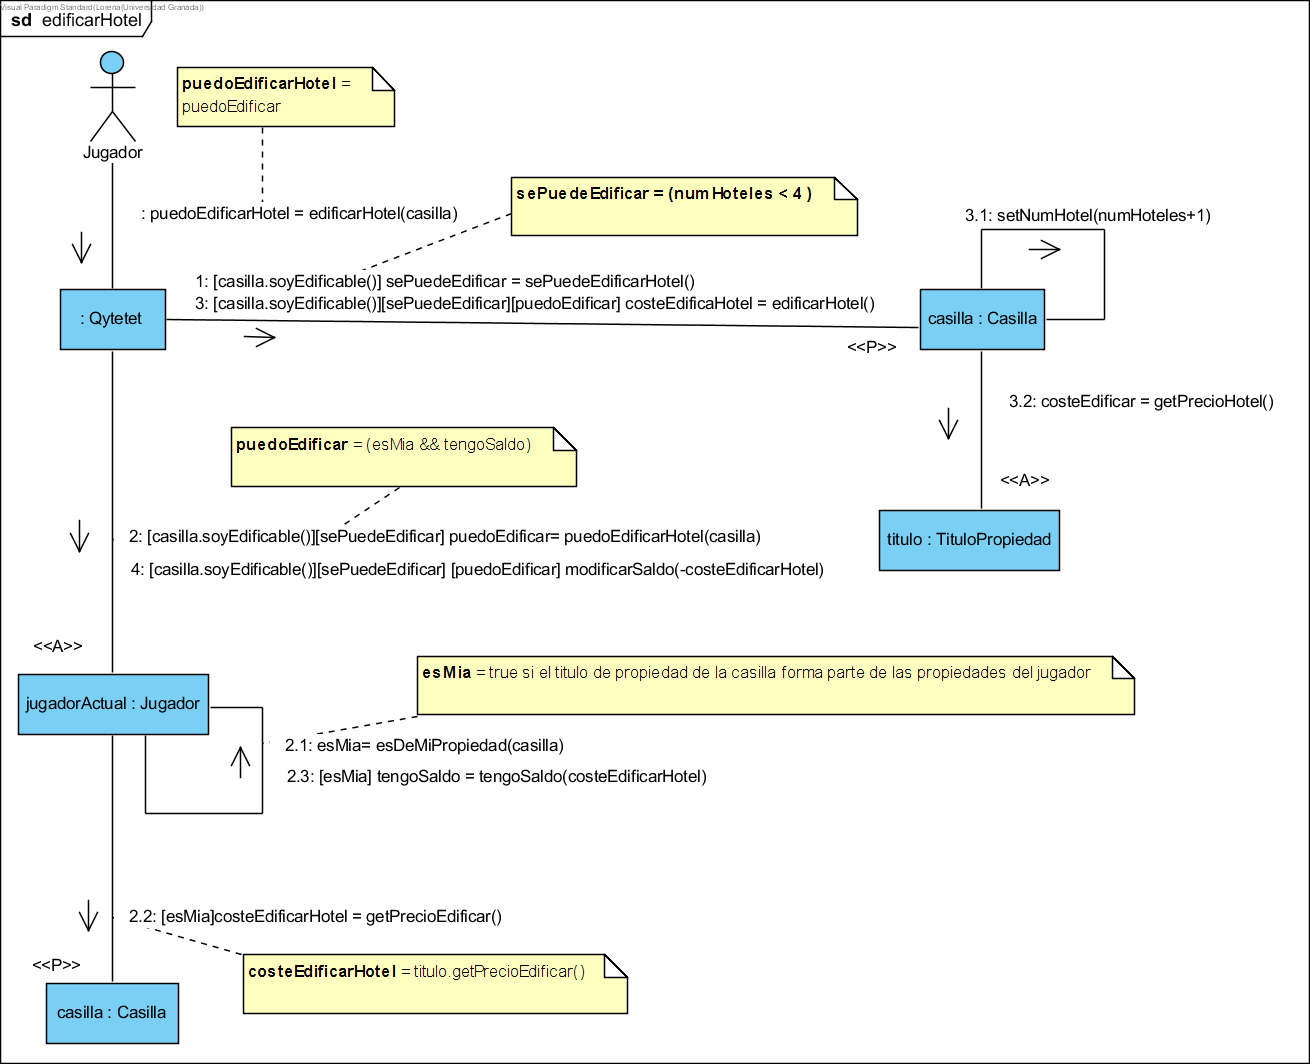 Visual Paradigm Standard(Lorena(Universidad Granada))
sd edificarHotel
puedoEdificarHotel =
puedoEdificar
Jugador
sePuedeEdificar = (numHoteles < 4 )
: puedoEdificarHotel = edificarHotel(casilla)
3.1: setNumHotel(numHoteles+1)
1: [casilla.soyEdificable()] sePuedeEdificar = sePuedeEdificarHotel()
3: [casilla.soyEdificable()][sePuedeEdificar][puedoEdificar] costeEdificaHotel = edificarHotel()
: Qytetet
casilla : Casilla
<<P>>
3.2: costeEdificar = getPrecioHotel()
puedoEdificar = (esMia && tengoSaldo)
<<A>>
2: [casilla.soyEdificable()][sePuedeEdificar] puedoEdificar= puedoEdificarHotel(casilla)
titulo : TituloPropiedad
4: [casilla.soyEdificable()][sePuedeEdificar] [puedoEdificar] modificarSaldo(-costeEdificarHotel)
<<A>>
esMia = true si el titulo de propiedad de la casilla forma parte de las propiedades del jugador
jugadorActual : Jugador
2.1: esMia= esDeMiPropiedad(casilla)
2.3: [esMia] tengoSaldo = tengoSaldo(costeEdificarHotel)
2.2: [esMia]costeEdificarHotel = getPrecioEdificar()
<<P>>
costeEdificarHotel = titulo.getPrecioEdificar()
casilla : Casilla